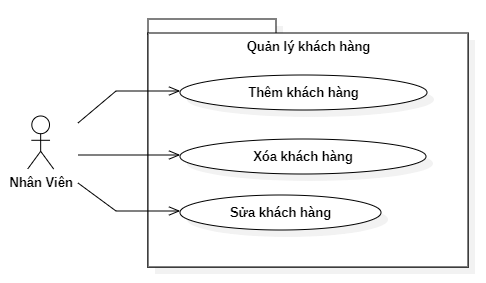 Quản lý khách hàng
Thêm khách hàng
Xóa khách hàng
Nhân Viên
Sửa khách hàng